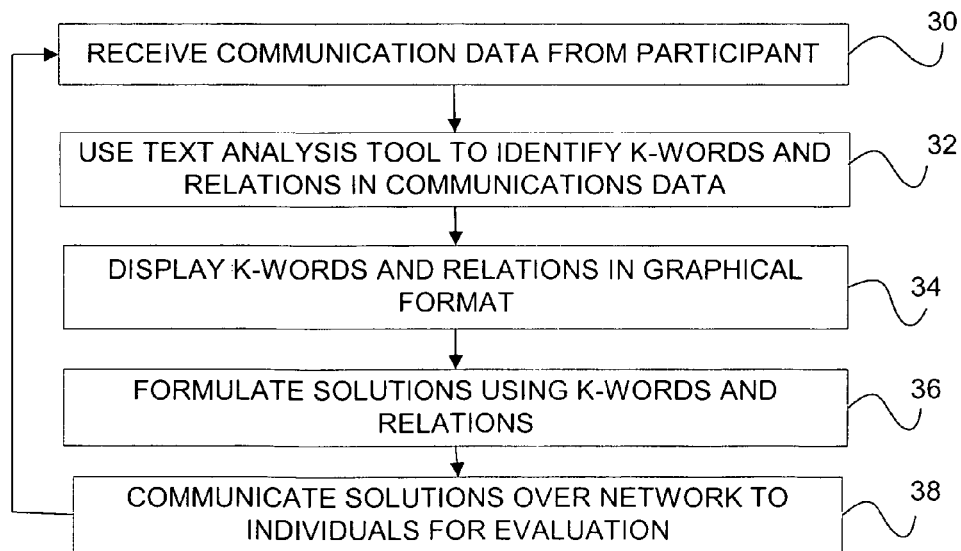 RECEIVE COMMUNICATION DATA FROM PARTICIPANT
30
USE TEXT ANALYSIS TOOL TO IDENTIFY K-WORDS AND
RELATIONS IN COMMUNICATIONS DATA
32
DISPLAY K-WORDS AND RELATIONS IN GRAPHICAL
FORMAT
34
FORMULATE SOLUTIONS USING K-WORDS AND
RELATIONS
36
COMMUNICATE SOLUTIONS OVER NETWORK TO
INDIVIDUALS FOR EVALUATION
38